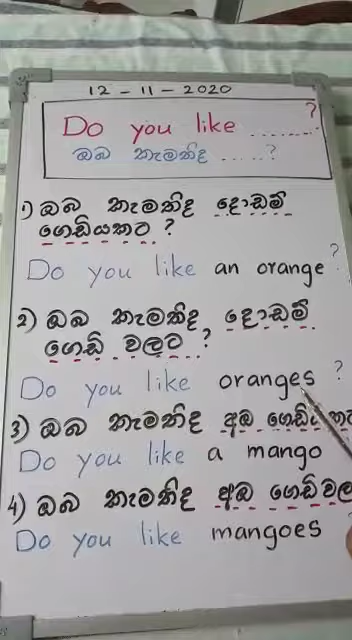 12 - 11 - 2020
Do you like ........?
ඔබ කැමතිද .....?
1) ඔබ කැමතිද දොඩම්
ගෙඩියකට ?
Do you like an orange ?
2) ඔබ කැමතිද දොඩම්
ගෙඩි වලට ?
Do you like oranges ?
3) ඔබ කැමතිද අඹ
Do you like a mango
4) ඔබ කැමතිද අඹ ගෙඩි වල
Do you like mangoes